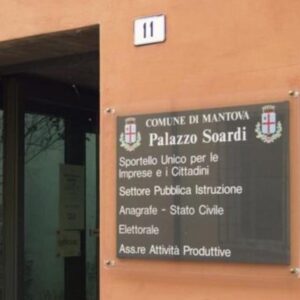 11
COMUNE DI MANTOVA
Palazzo Soardi
Sportello Unico per le
Imprese e i Cittadini
Settore Pubblica Istruzione
Anagrafe - Stato Civile
Elettorale
Ass.re Attività Produttive